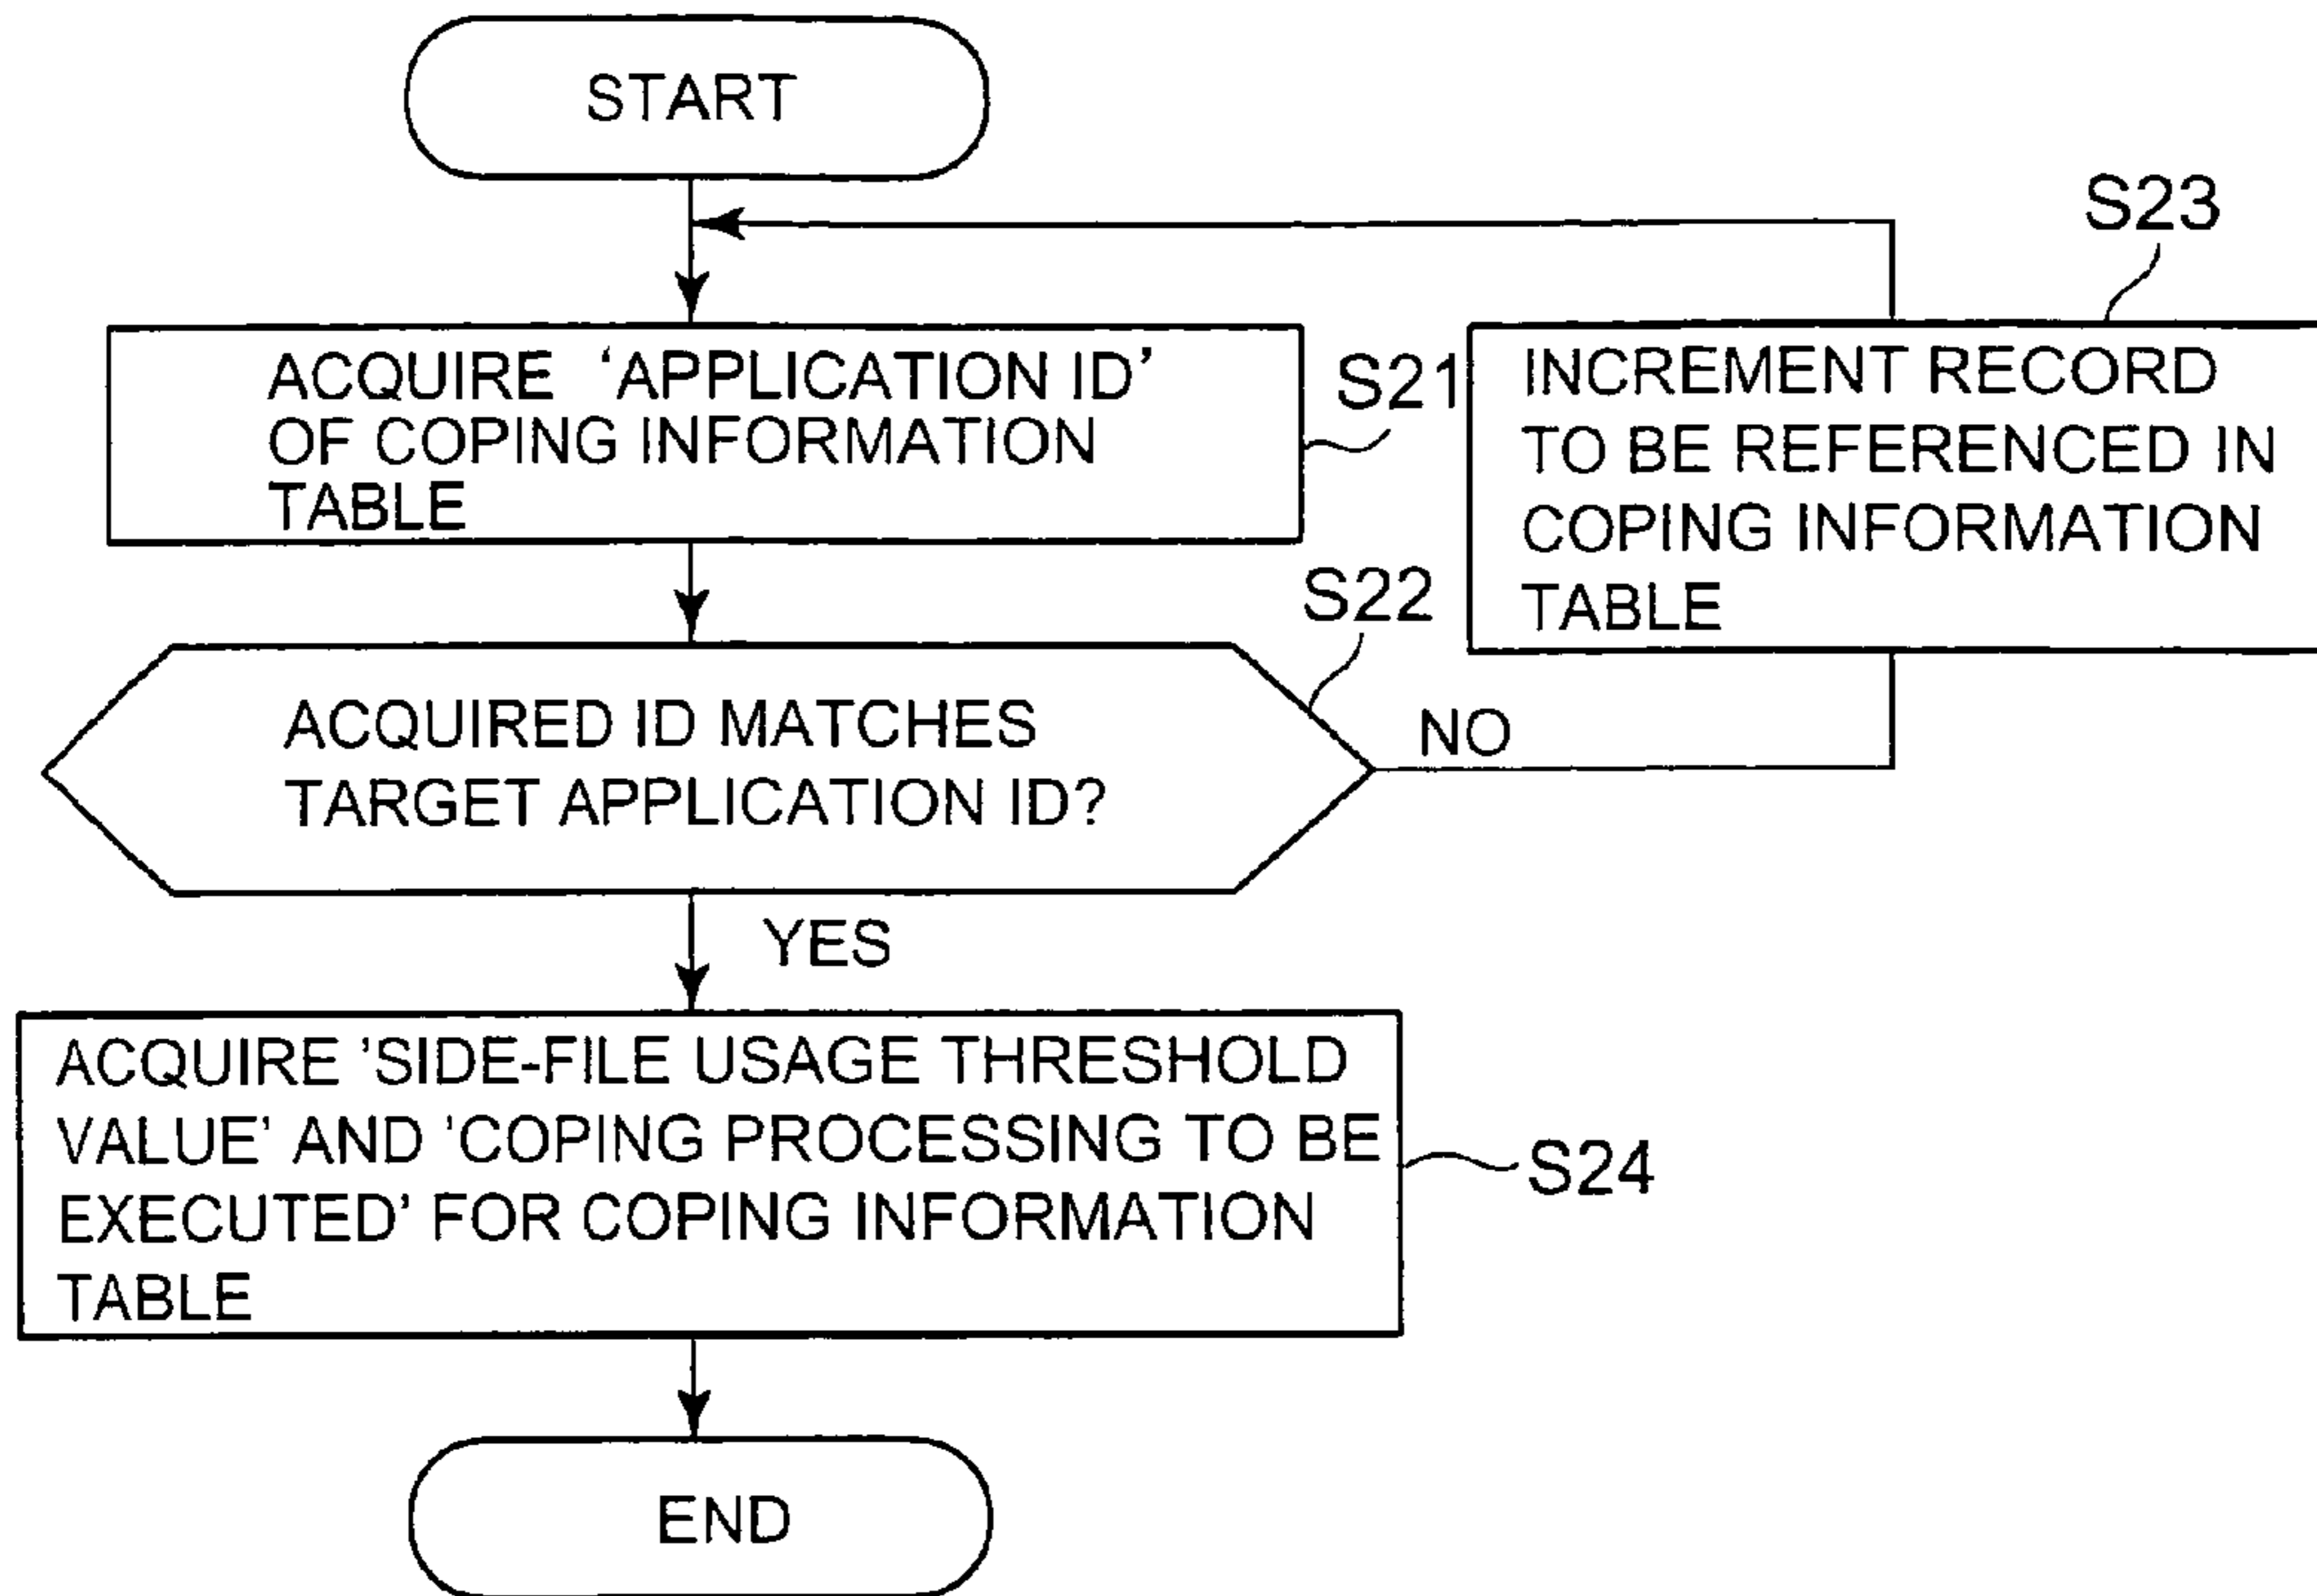 START
S23
ACQUIRE 'APPLICATION ID'
OF COPING INFORMATION
TABLE
S21
INCREMENT RECORD
TO BE REFERENCED IN
COPING INFORMATION
TABLE
S22
ACQUIRED ID MATCHES
TARGET APPLICATION ID?
NO
YES
ACQUIRE 'SIDE-FILE USAGE THRESHOLD
VALUE' AND 'COPING PROCESSING TO BE
EXECUTED' FOR COPING INFORMATION
TABLE
S24
END